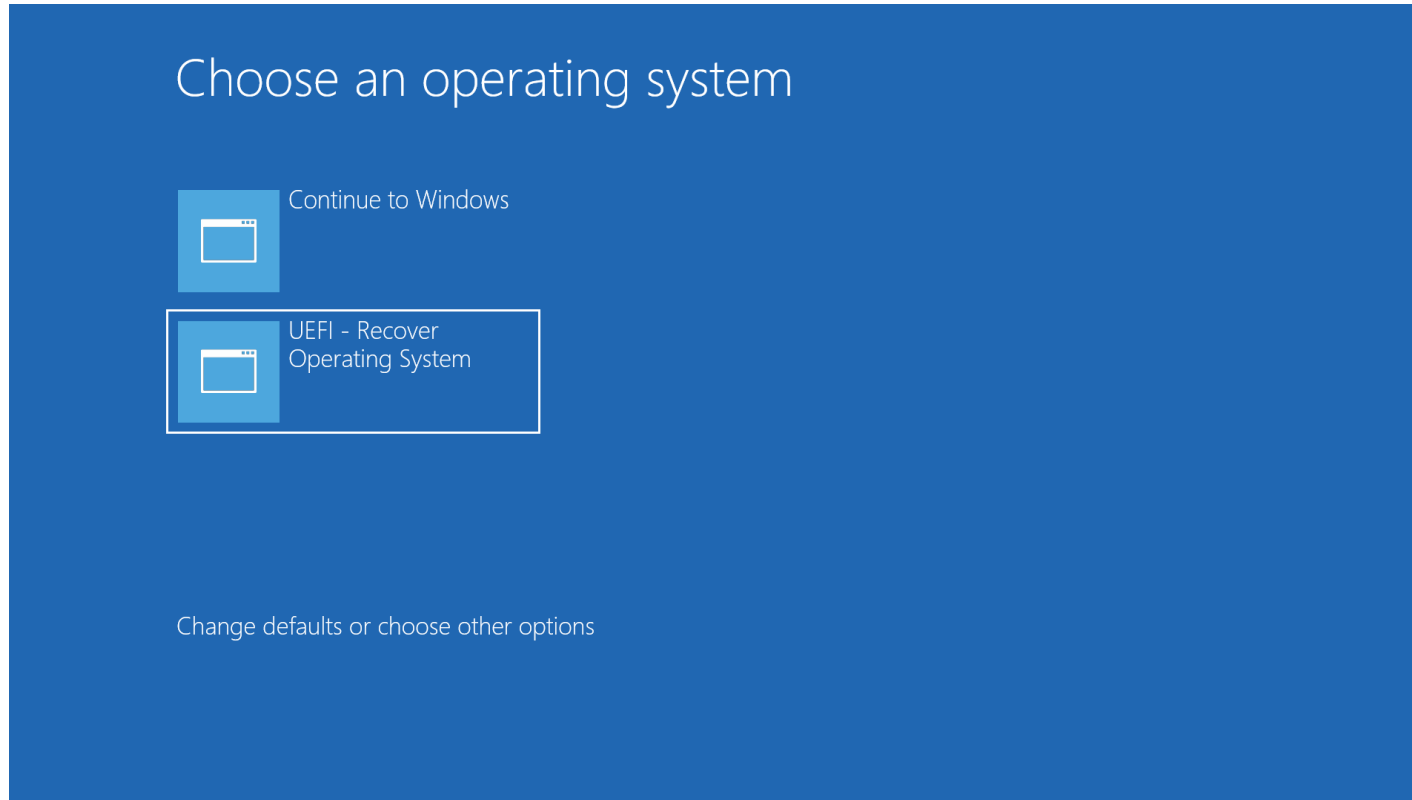 Choose an operating system
Continue to Windows
UEFI - Recover
Operating System
Change defaults or choose other options